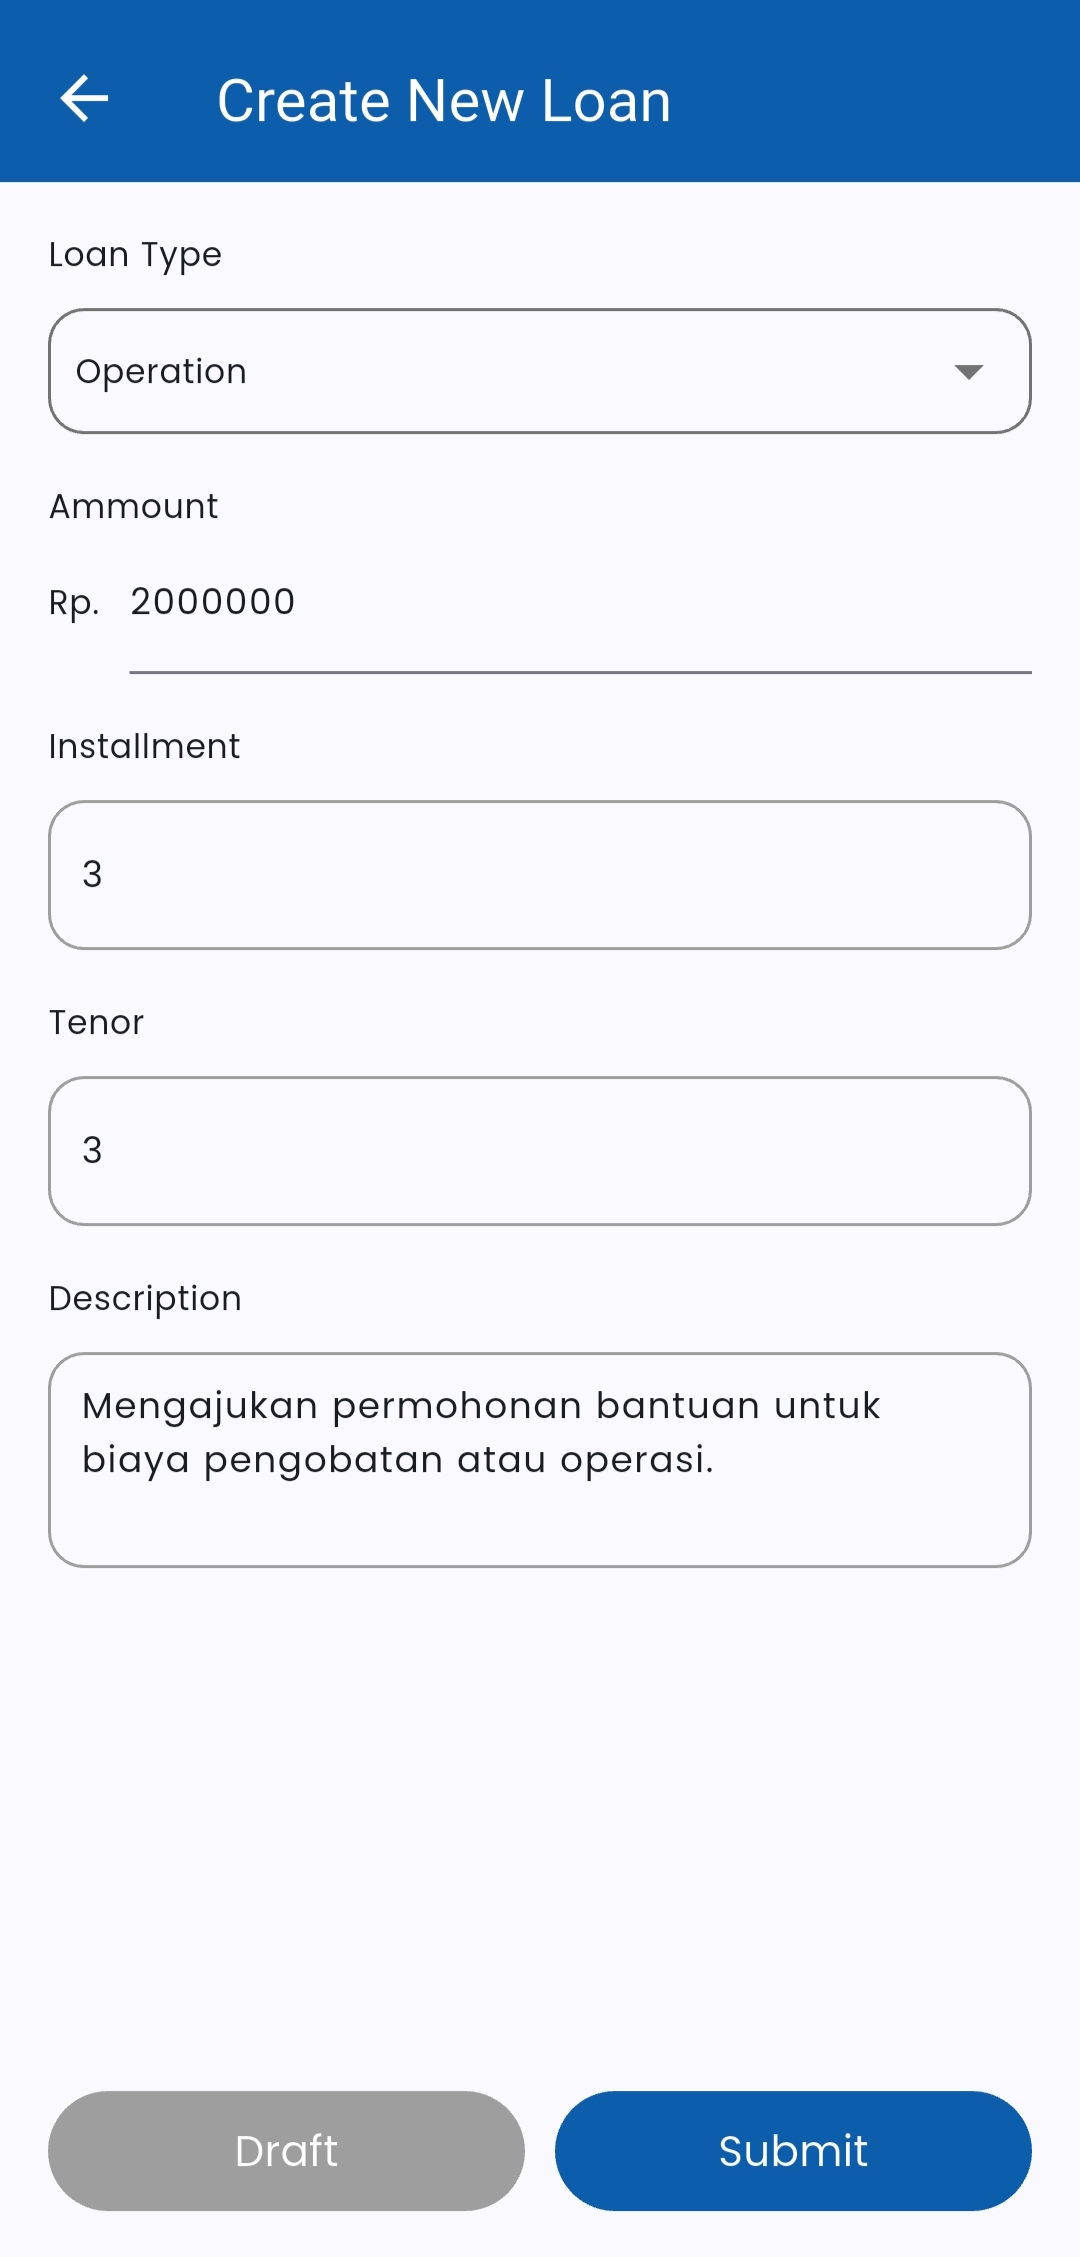 Create New Loan
Loan Type
Operation
Ammount
Rp. 2000000
Installment
3
Tenor
3
Description
Mengajukan permohonan bantuan untuk
biaya pengobatan atau operasi.
Draft Submit